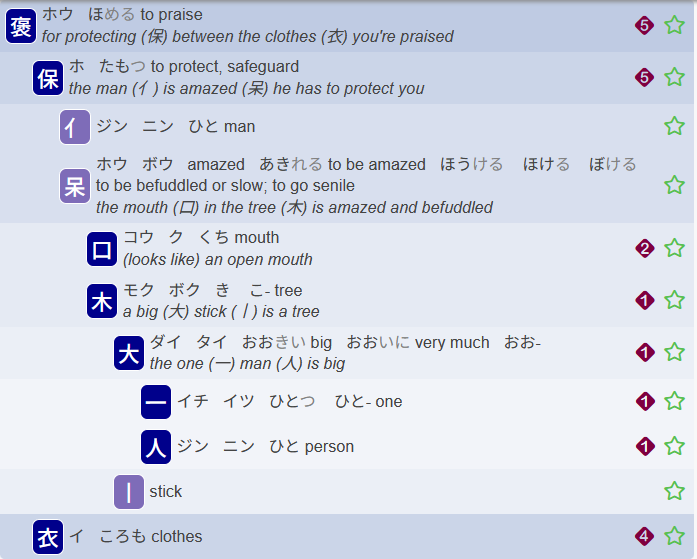 褒 ホウ ほめる to praise 5
for protecting (保) between the clothes (衣) you're praised
保 ホ たもつ to protect, safeguard 5
the man (亻) is amazed (呆) he has to protect you
亻 ジン ニン ひと man
呆 ホウ ボウ amazed あきれる to be amazed ほうける ほける ぼける
to be befuddled or slow; to go senile
the mouth (口) in the tree (木) is amazed and befuddled
口 コウ ク くち mouth 2
(looks like) an open mouth
木 モク ボク き こ- tree 1
a big (大) stick (丨) is a tree
大 ダイ タイ おおきい big おおいに very much おお- 1
the one (一) man (人) is big
一 イチ イツ ひとつ ひと- one 1
人 ジン ニン ひと person 1
丨 stick
衣 イ ころも clothes 4